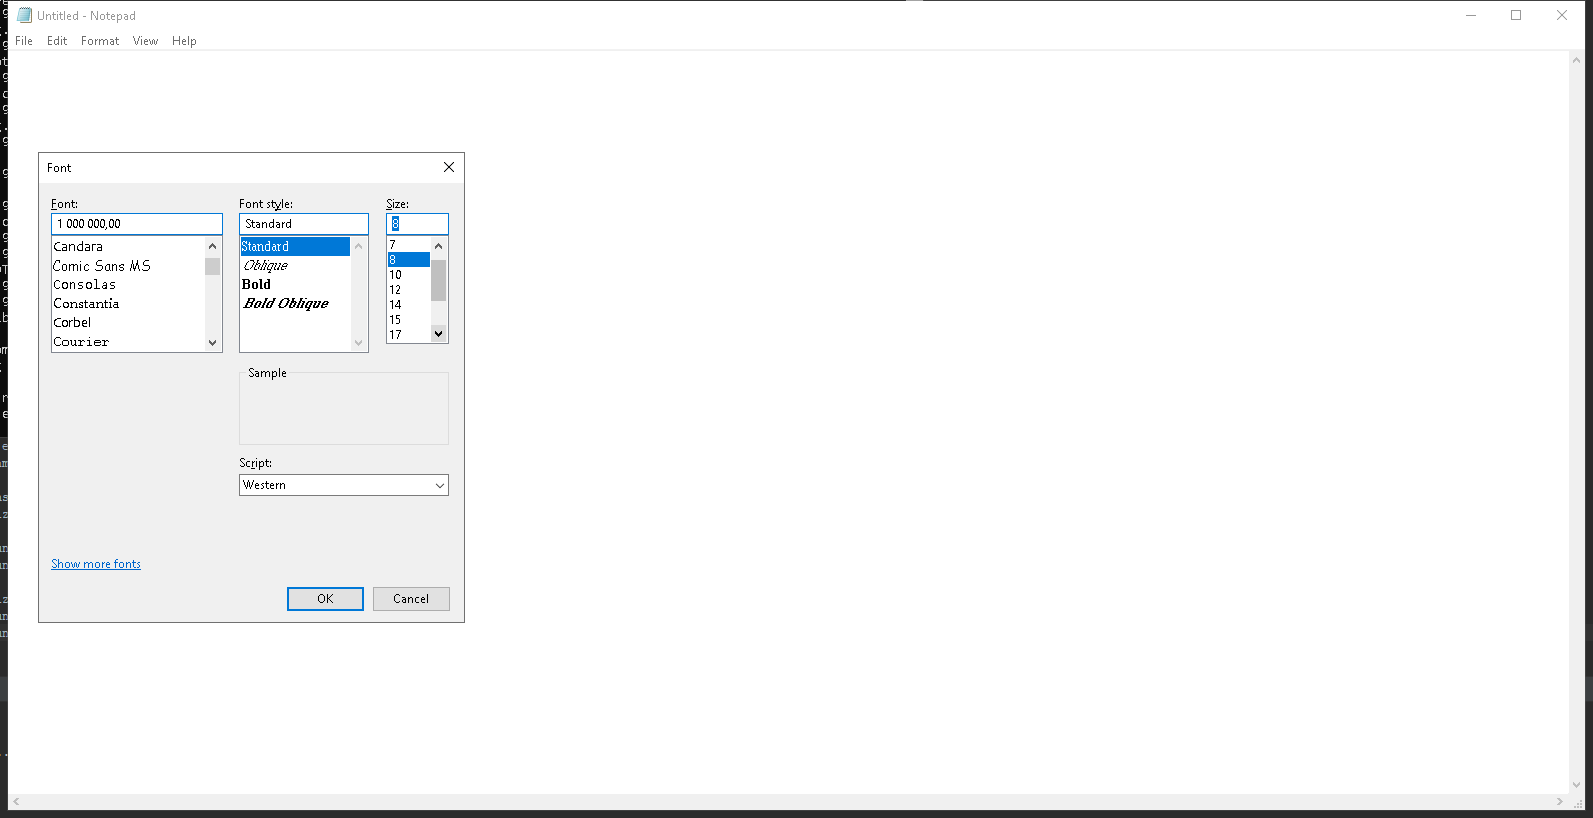 Untitled - Notepad
File Edit Format View Help
Font
Font: Font style: Size:
1 000 000,00 Standard 8
Candara Standard 7
Comic Sans MS Oblique 8
Consolas Bold 10
Constantia Bold Oblique 12
Corbel 14
Courier 15
17
Sample
Script:
Western
Show more fonts
OK Cancel